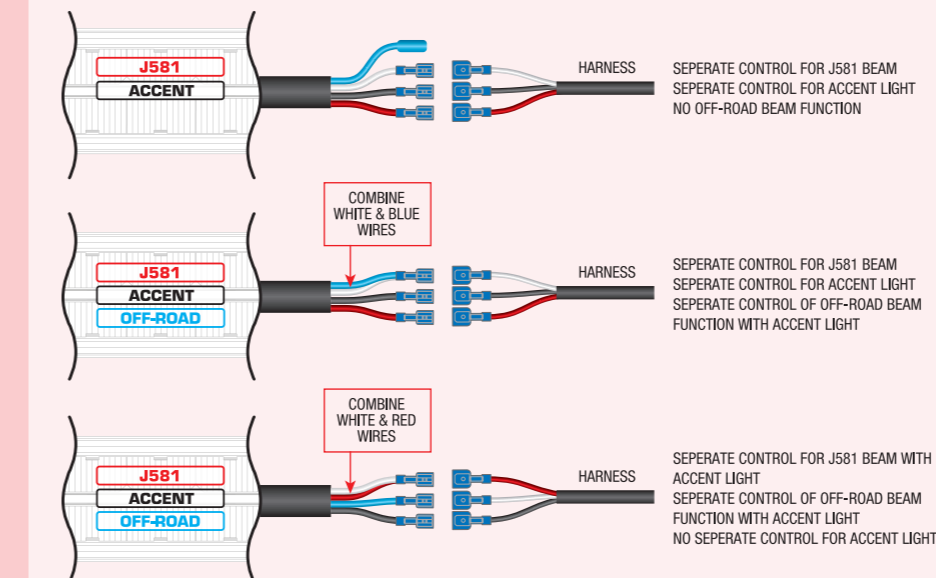 J581
ACCENT
HARNESS
SEPERATE CONTROL FOR J581 BEAM
SEPERATE CONTROL FOR ACCENT LIGHT
NO OFF-ROAD BEAM FUNCTION
COMBINE
WHITE & BLUE
WIRES
J581
ACCENT
OFF-ROAD
HARNESS
SEPERATE CONTROL FOR J581 BEAM
SEPERATE CONTROL FOR ACCENT LIGHT
SEPERATE CONTROL OF OFF-ROAD BEAM
FUNCTION WITH ACCENT LIGHT
COMBINE
WHITE & RED
WIRES
J581
ACCENT
OFF-ROAD
HARNESS
SEPERATE CONTROL FOR J581 BEAM WITH
ACCENT LIGHT
SEPERATE CONTROL OF OFF-ROAD BEAM
FUNCTION WITH ACCENT LIGHT
NO SEPERATE CONTROL FOR ACCENT LIGHT